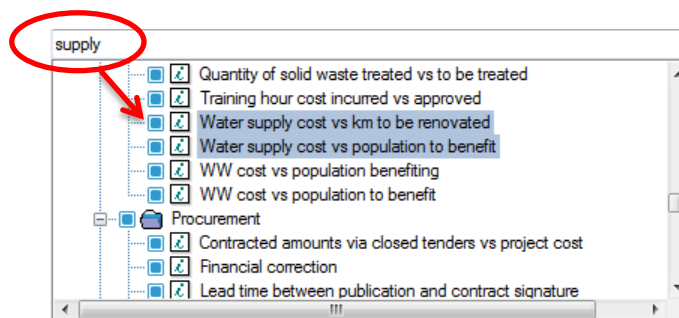 supply
Quantity of solid waste treated vs to be treated
Training hour cost incurred vs approved
Water supply cost vs km to be renovated
Water supply cost vs population to benefit
WW cost vs population benefiting
WW cost vs population to benefit
Procurement
Contracted amounts via closed tenders vs project cost
Financial correction
Lead time between publication and contract signature